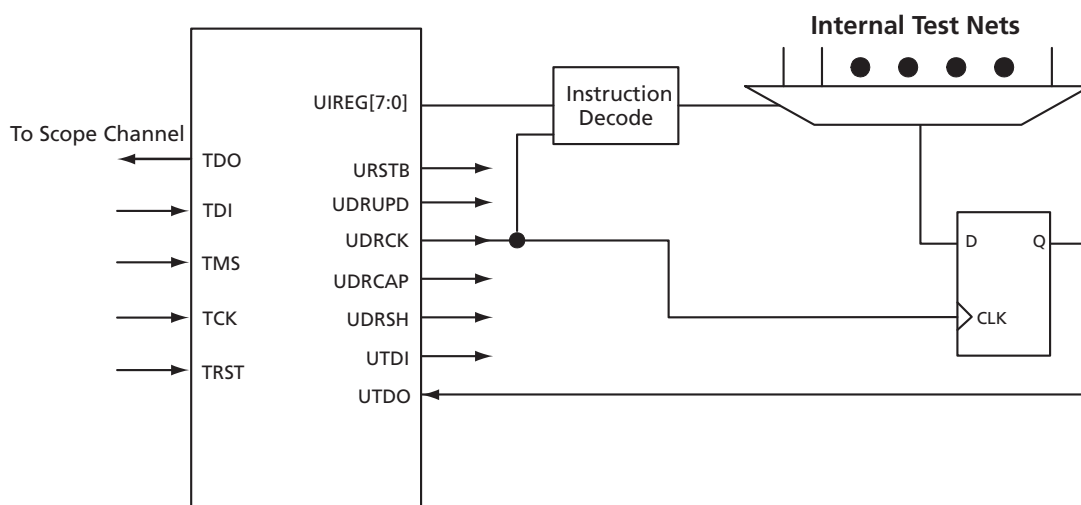 Internal Test Nets
UIREG[7:0]
Instruction
Decode
To Scope Channel
TDO
URSTB
TDI
UDRUPD
UDRCK
D
Q
TMS
UDRCAP
TCK
UDRSH
CLK
UTDI
TRST
UTDO